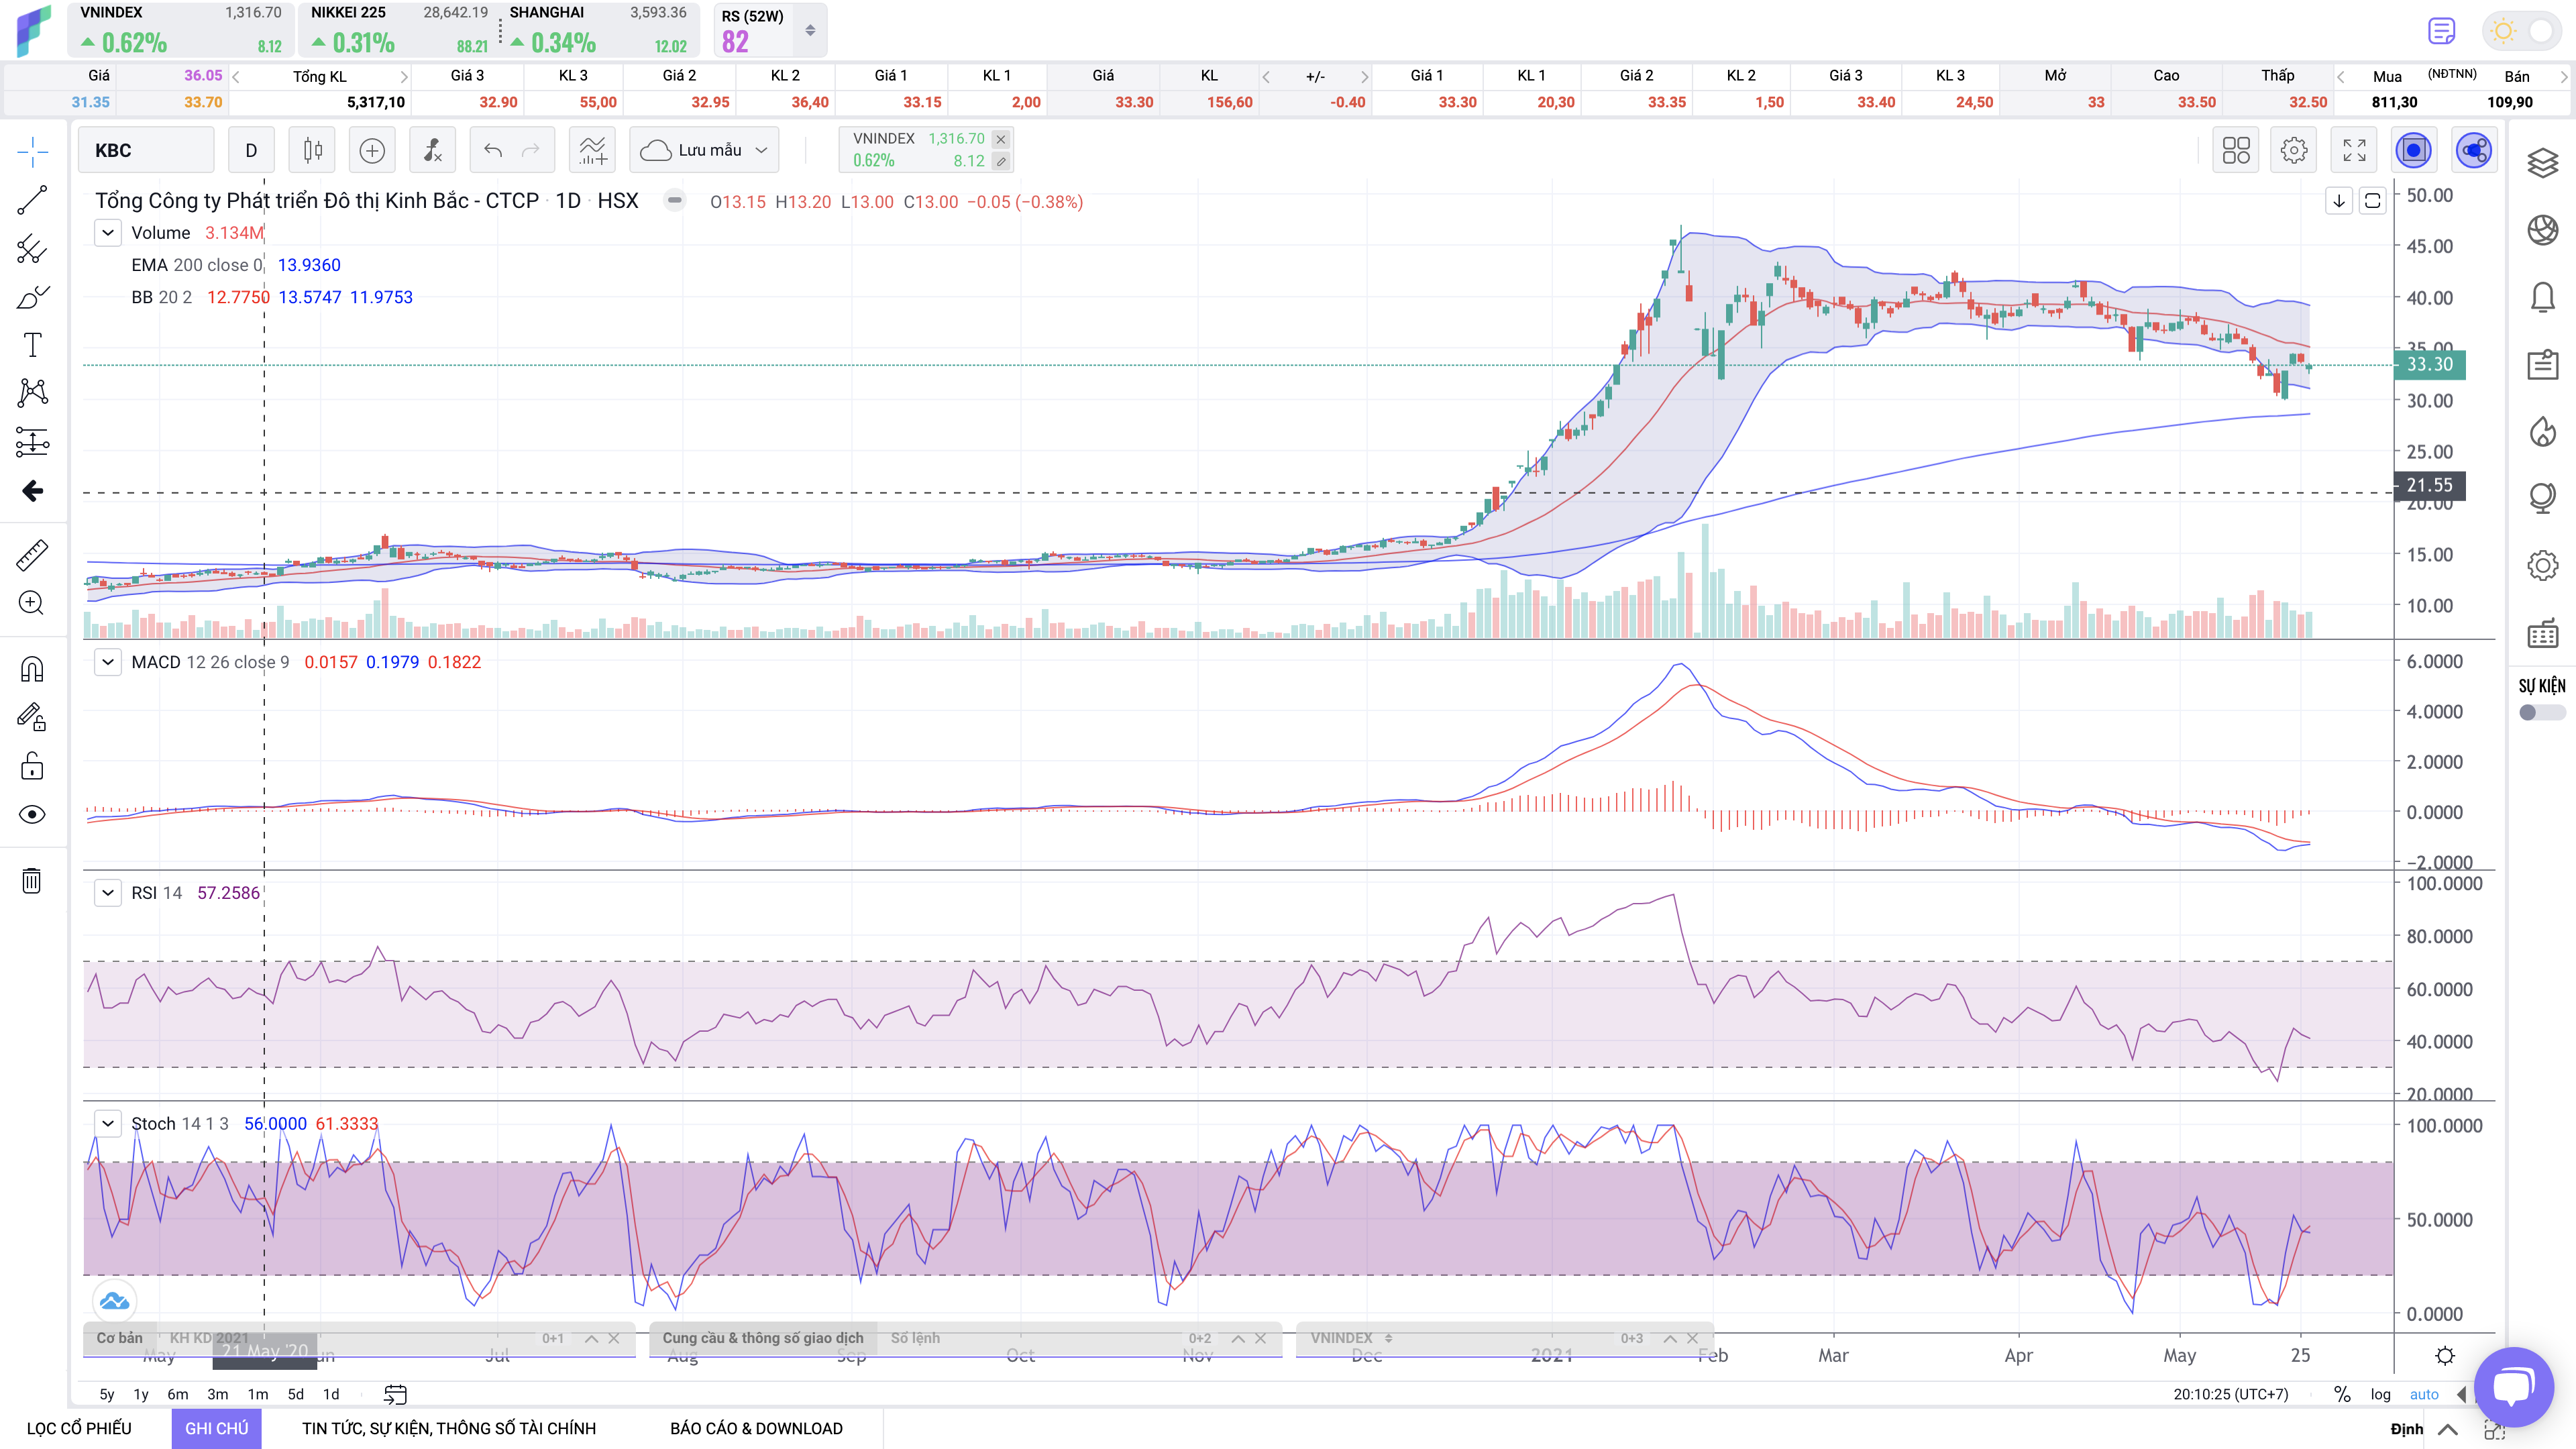 VNINDEX 1,316.70 NIKKEI 225 28,642.19 SHANGHAI 3,593.36 RS (52W)
0.62% 8.12 0.31% 88.21 0.34% 12.02 82
Giá 36.05 Tổng KL Giá 3 KL 3 Giá 2 KL 2 Giá 1 KL 1 Giá KL +/- Giá 1 KL 1 Giá 2 KL 2 Giá 3 KL 3 Mở Cao Thấp Mua (NĐTNN) Bán
31.35 33.70 5,317,10 32.90 55,00 32.95 36,40 33.15 2,00 33.30 156,60 -0.40 33.30 20,30 33.35 1,50 33.40 24,50 33 33.50 32.50 811,30 109,90
KBC D Lưu mẫu VNINDEX 1,316.70
0.62% 8.12
Tổng Công ty Phát triển Đô thị Kinh Bắc - CTCP · 1D · HSX O13.15 H13.20 L13.00 C13.00 −0.05 (−0.38%)
Volume 3.134M
EMA 200 close 0 13.9360
BB 20 2 12.7750 13.5747 11.9753
50.00
45.00
40.00
35.00
33.30
30.00
25.00
21.55
20.00
15.00
10.00
MACD 12 26 close 9 0.0157 0.1979 0.1822
6.0000
4.0000
2.0000
0.0000
−2.0000
RSI 14 57.2586
100.0000
80.0000
60.0000
40.0000
20.0000
Stoch 14 1 3 56.0000 61.3333
100.0000
50.0000
0.0000
SỰ KIỆN
Cơ bản KH KD 2021 0+1 Cung cầu & thông số giao dịch Sổ lệnh 0+2 VNINDEX 0+3
May 21 May '20 Jul Aug Sep Oct Nov Dec 2021 Feb Mar Apr May 25
5y 1y 6m 3m 1m 5d 1d 20:10:25 (UTC+7) % log auto
LỌC CỔ PHIẾU GHI CHÚ TIN TỨC, SỰ KIỆN, THÔNG SỐ TÀI CHÍNH BÁO CÁO & DOWNLOAD Định